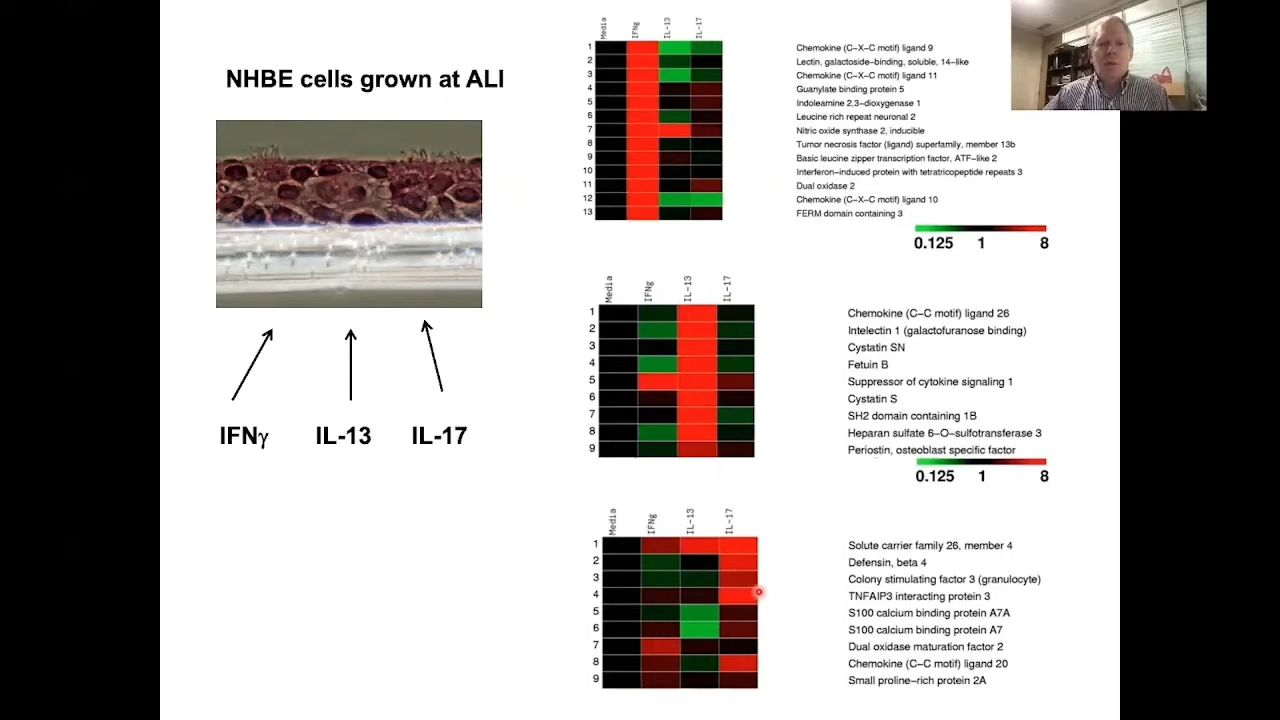 NHBE cells grown at ALI
IFNγ IL-13 IL-17
Media IFNg IL-13 IL-17
1 Chemokine (C-X-C motif) ligand 9
2 Lectin, galactoside-binding, soluble, 14-like
3 Chemokine (C-X-C motif) ligand 11
4 Guanylate binding protein 5
5 Indoleamine 2,3-dioxygenase 1
6 Leucine rich repeat neuronal 2
7 Nitric oxide synthase 2, inducible
8 Tumor necrosis factor (ligand) superfamily, member 13b
9 Basic leucine zipper transcription factor, ATF-like 2
10 Interferon-induced protein with tetratricopeptide repeats 3
11 Dual oxidase 2
12 Chemokine (C-X-C motif) ligand 10
13 FERM domain containing 3
0.125 1 8
Media IFNg IL-13 IL-17
1 Chemokine (C-C motif) ligand 26
2 Intelectin 1 (galactofuranose binding)
3 Cystatin SN
4 Fetuin B
5 Suppressor of cytokine signaling 1
6 Cystatin S
7 SH2 domain containing 1B
8 Heparan sulfate 6-O-sulfotransferase 3
9 Periostin, osteoblast specific factor
0.125 1 8
Media IFNg IL-13 IL-17
1 Solute carrier family 26, member 4
2 Defensin, beta 4
3 Colony stimulating factor 3 (granulocyte)
4 TNFAIP3 interacting protein 3
5 S100 calcium binding protein A7A
6 S100 calcium binding protein A7
7 Dual oxidase maturation factor 2
8 Chemokine (C-C motif) ligand 20
9 Small proline-rich protein 2A